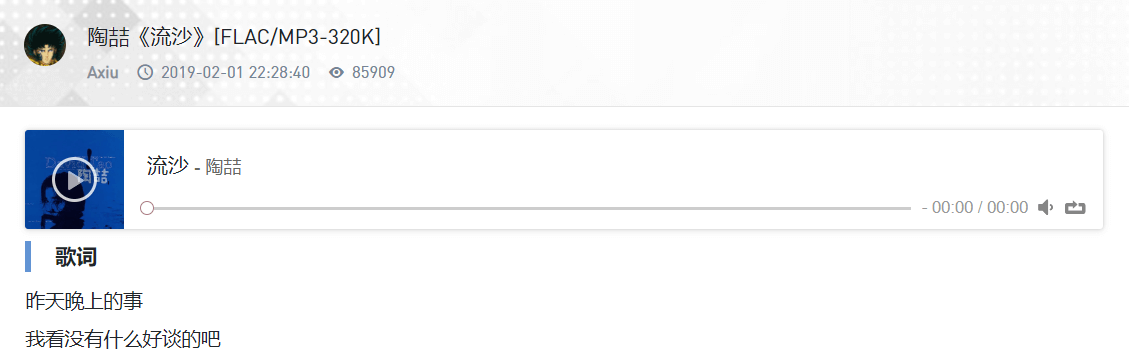 陶喆《流沙》[FLAC/MP3-320K]
Axiu 2019-02-01 22:28:40 85909
David Tao
陶喆
流沙 - 陶喆
- 00:00 / 00:00
歌词
昨天晚上的事
我看没有什么好谈的吧